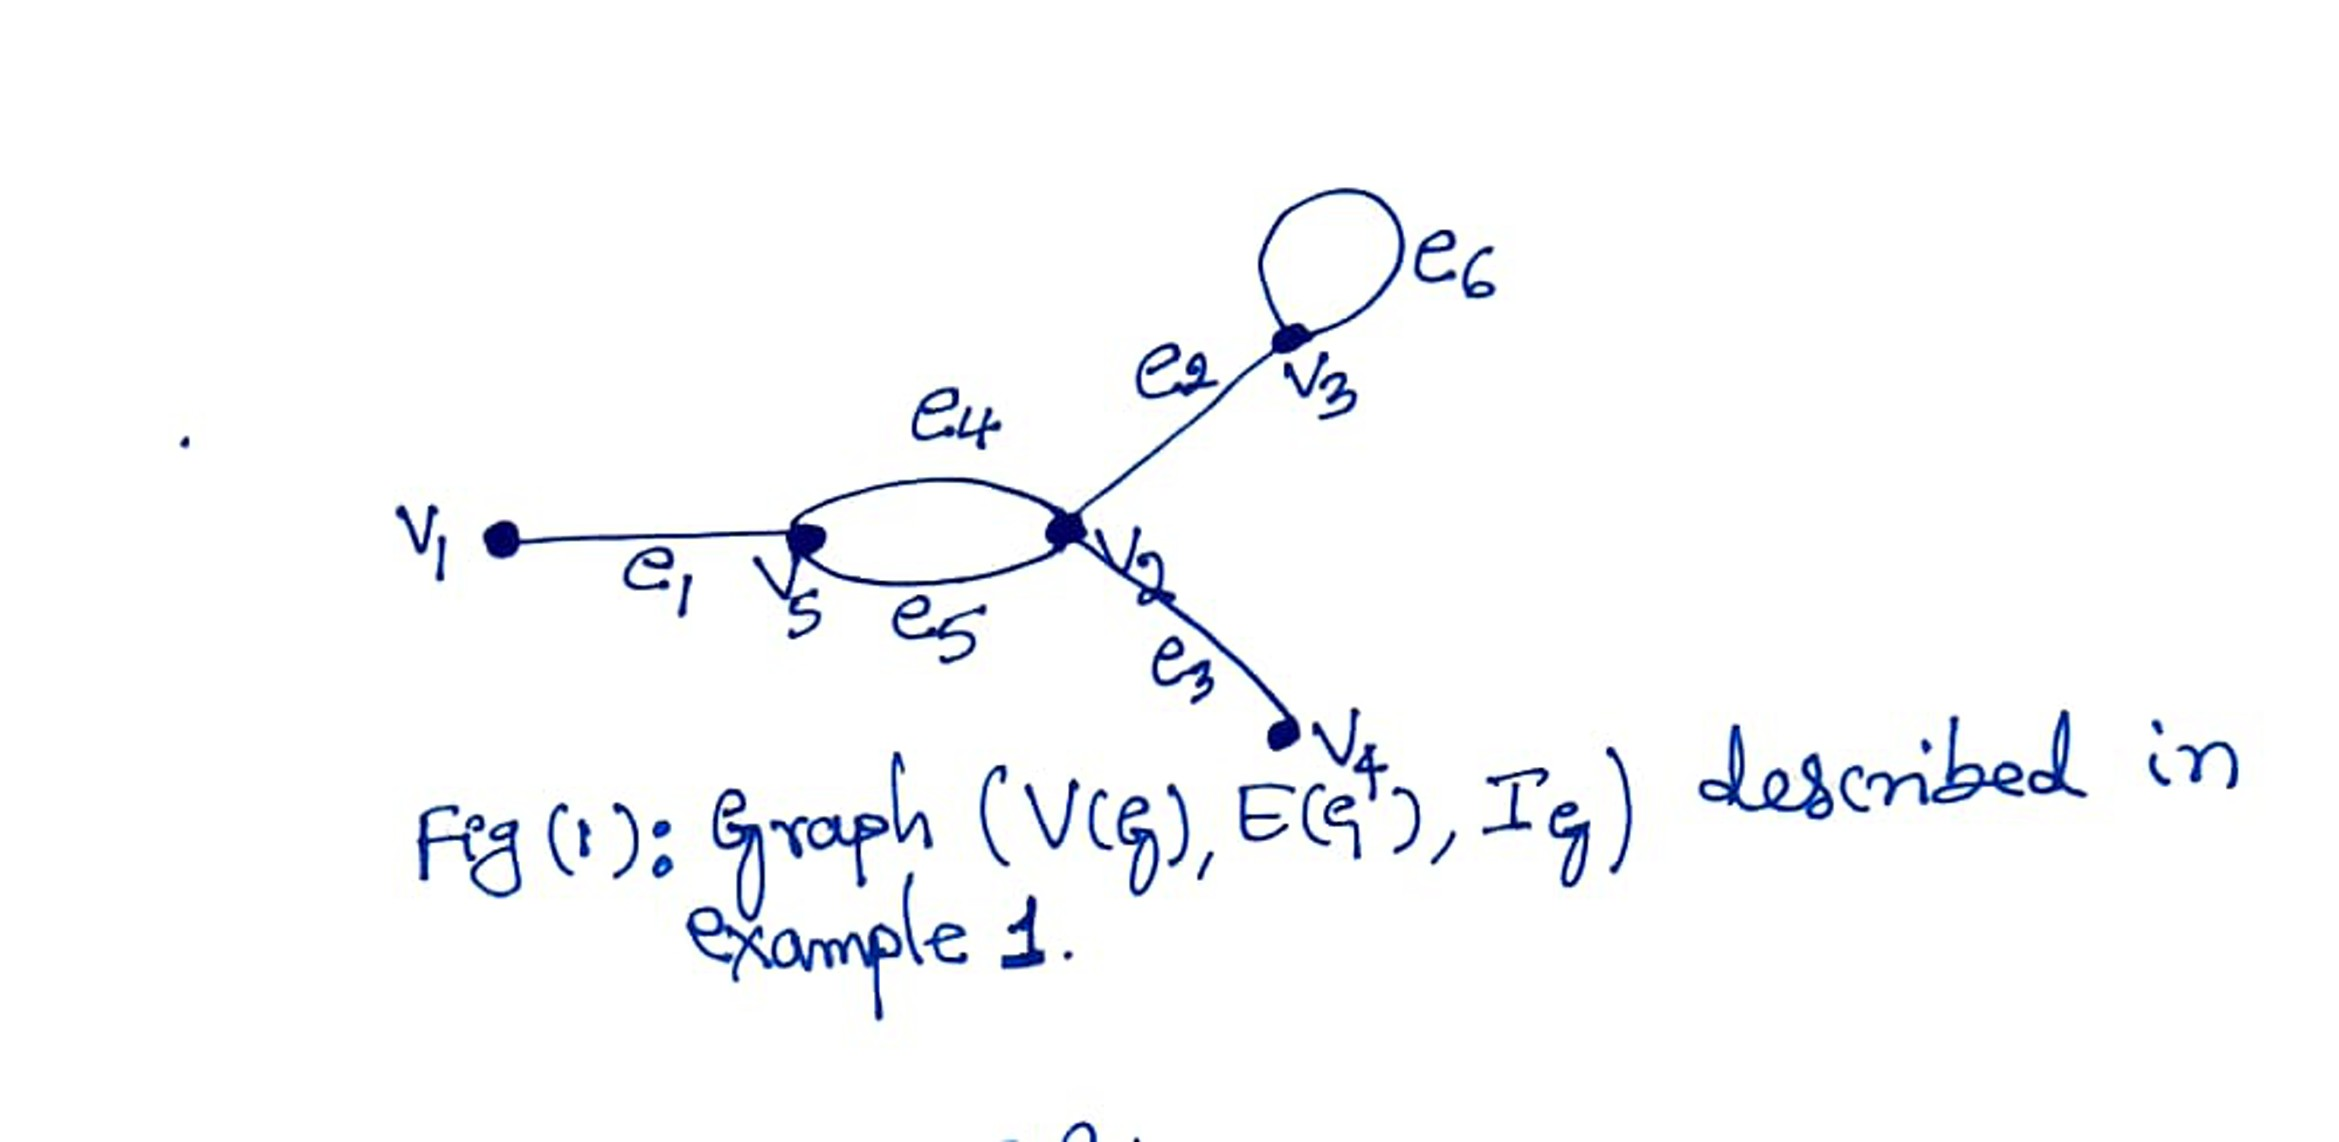 e6
e2
v3
e4
V1
e1
V5
e5
V2
e3
V4
Fig (1): Graph (V(G), E(G), IG) described in
example 1.